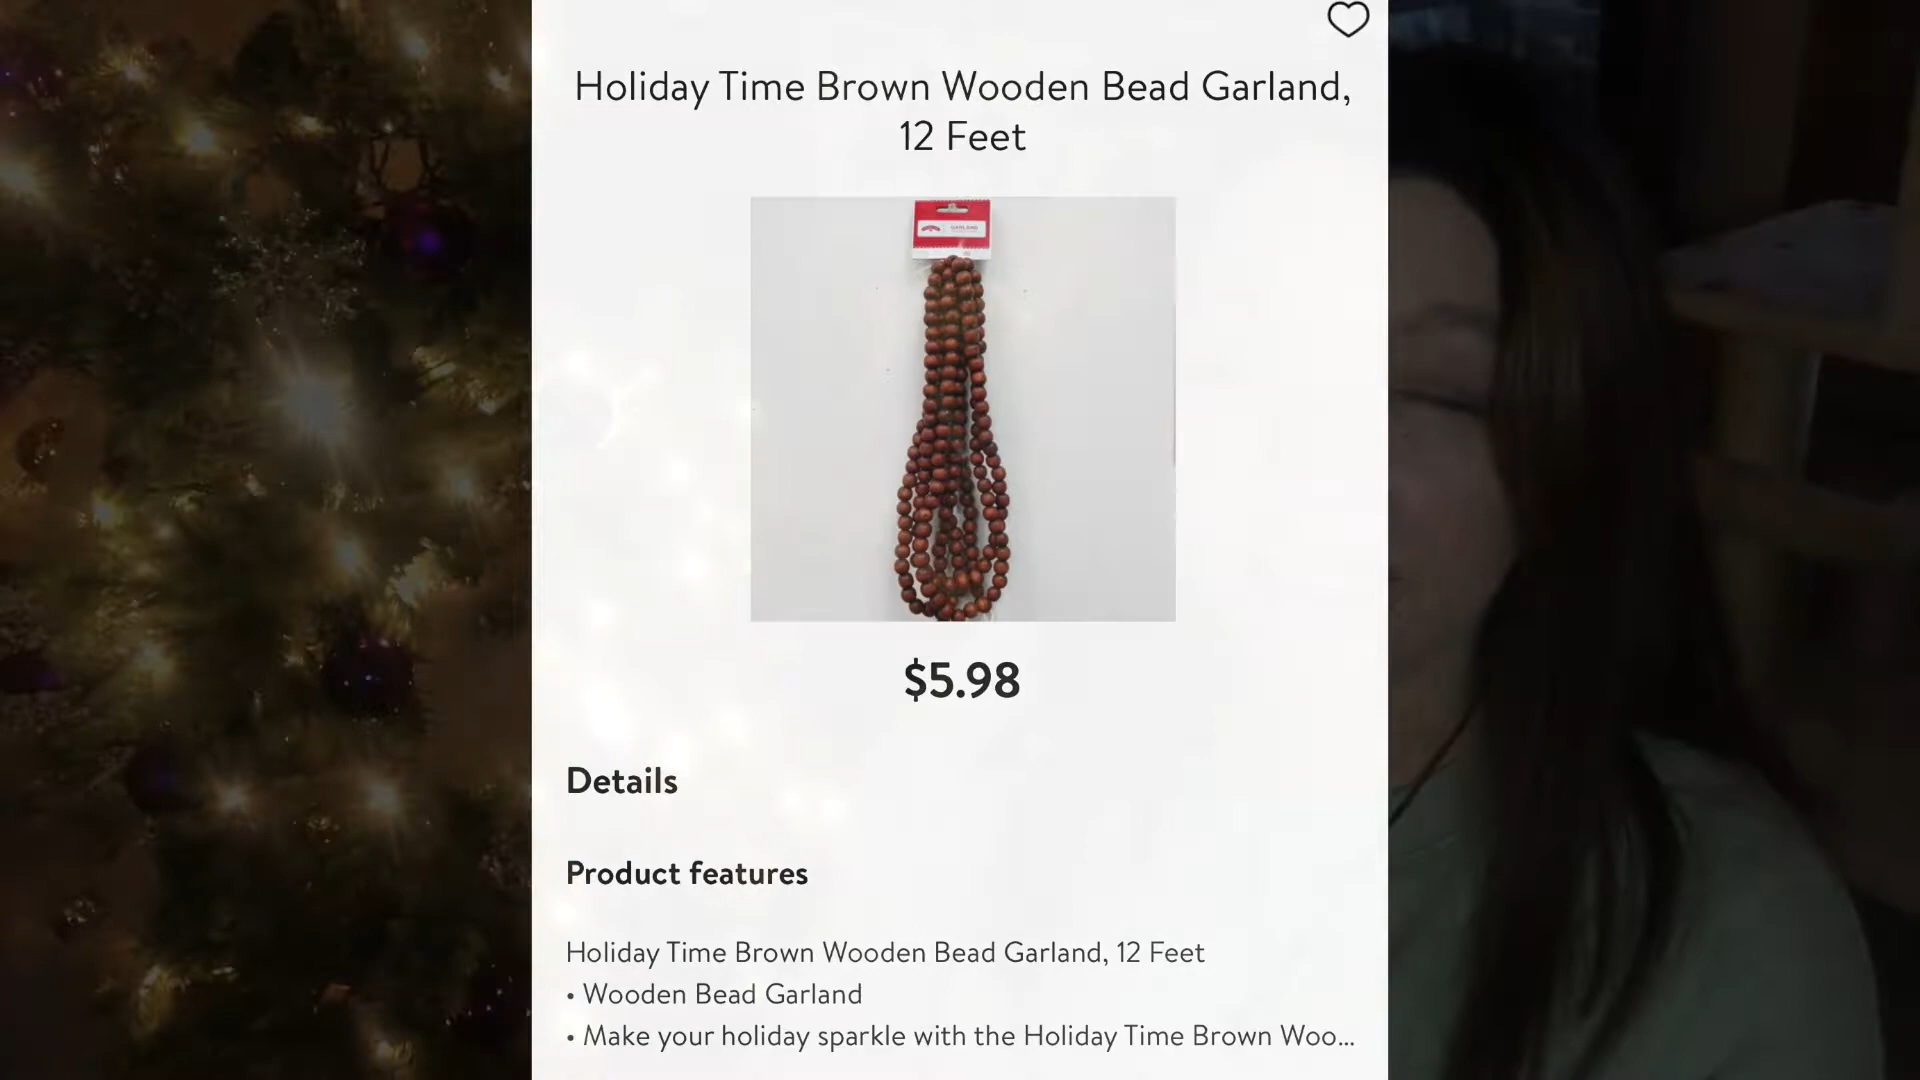 Holiday Time Brown Wooden Bead Garland,
12 Feet
GARLAND
$5.98
Details
Product features
Holiday Time Brown Wooden Bead Garland, 12 Feet
• Wooden Bead Garland
• Make your holiday sparkle with the Holiday Time Brown Woo...